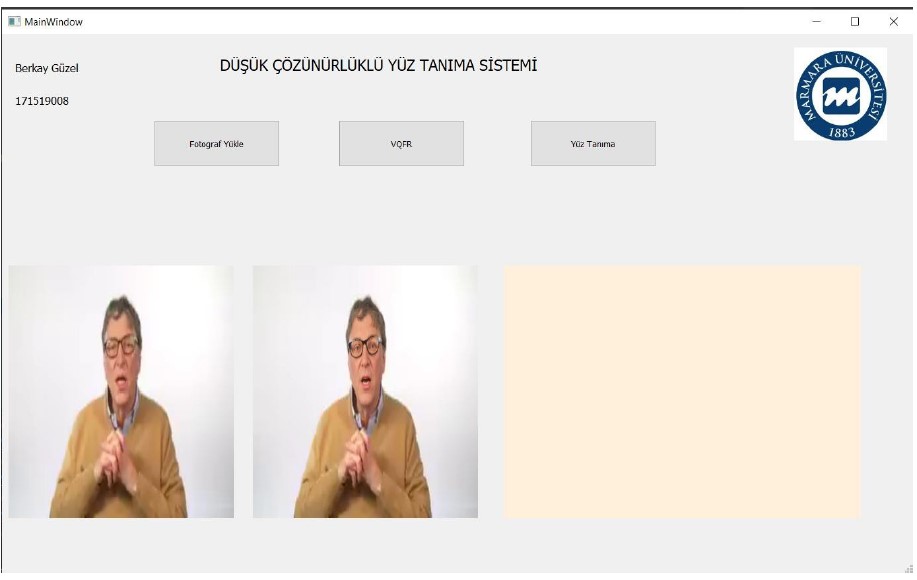 MainWindow
Berkay Güzel
DÜŞÜK ÇÖZÜNÜRLÜKLÜ YÜZ TANIMA SİSTEMİ
171519008
MARMARA ÜNİVERSİTESİ
1883
Fotograf Yükle
VQFR
Yüz Tanıma